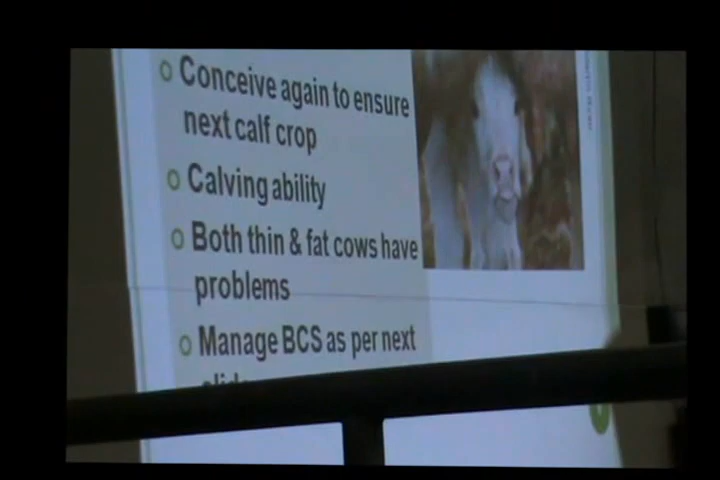 Conceive again to ensure
next calf crop
Calving ability
Both thin & fat cows have
problems
Manage BCS as per next